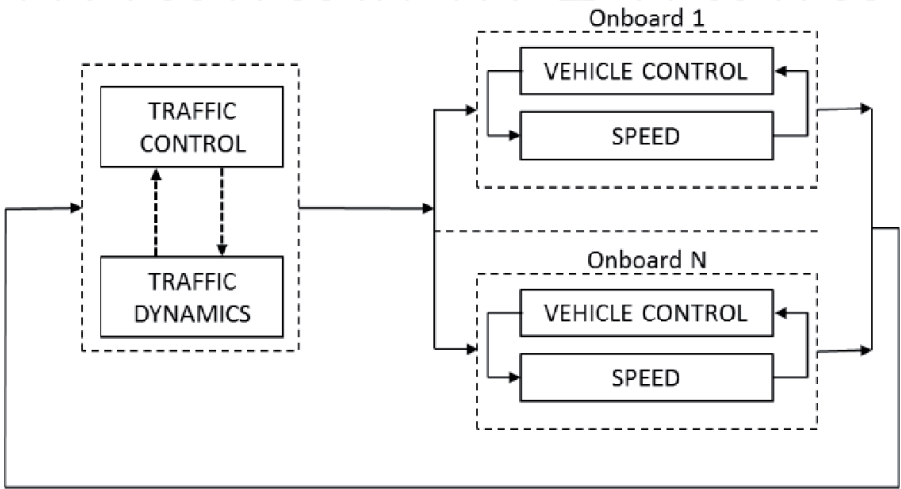 Onboard 1
TRAFFIC
CONTROL
VEHICLE CONTROL
SPEED
TRAFFIC
DYNAMICS
Onboard N
VEHICLE CONTROL
SPEED